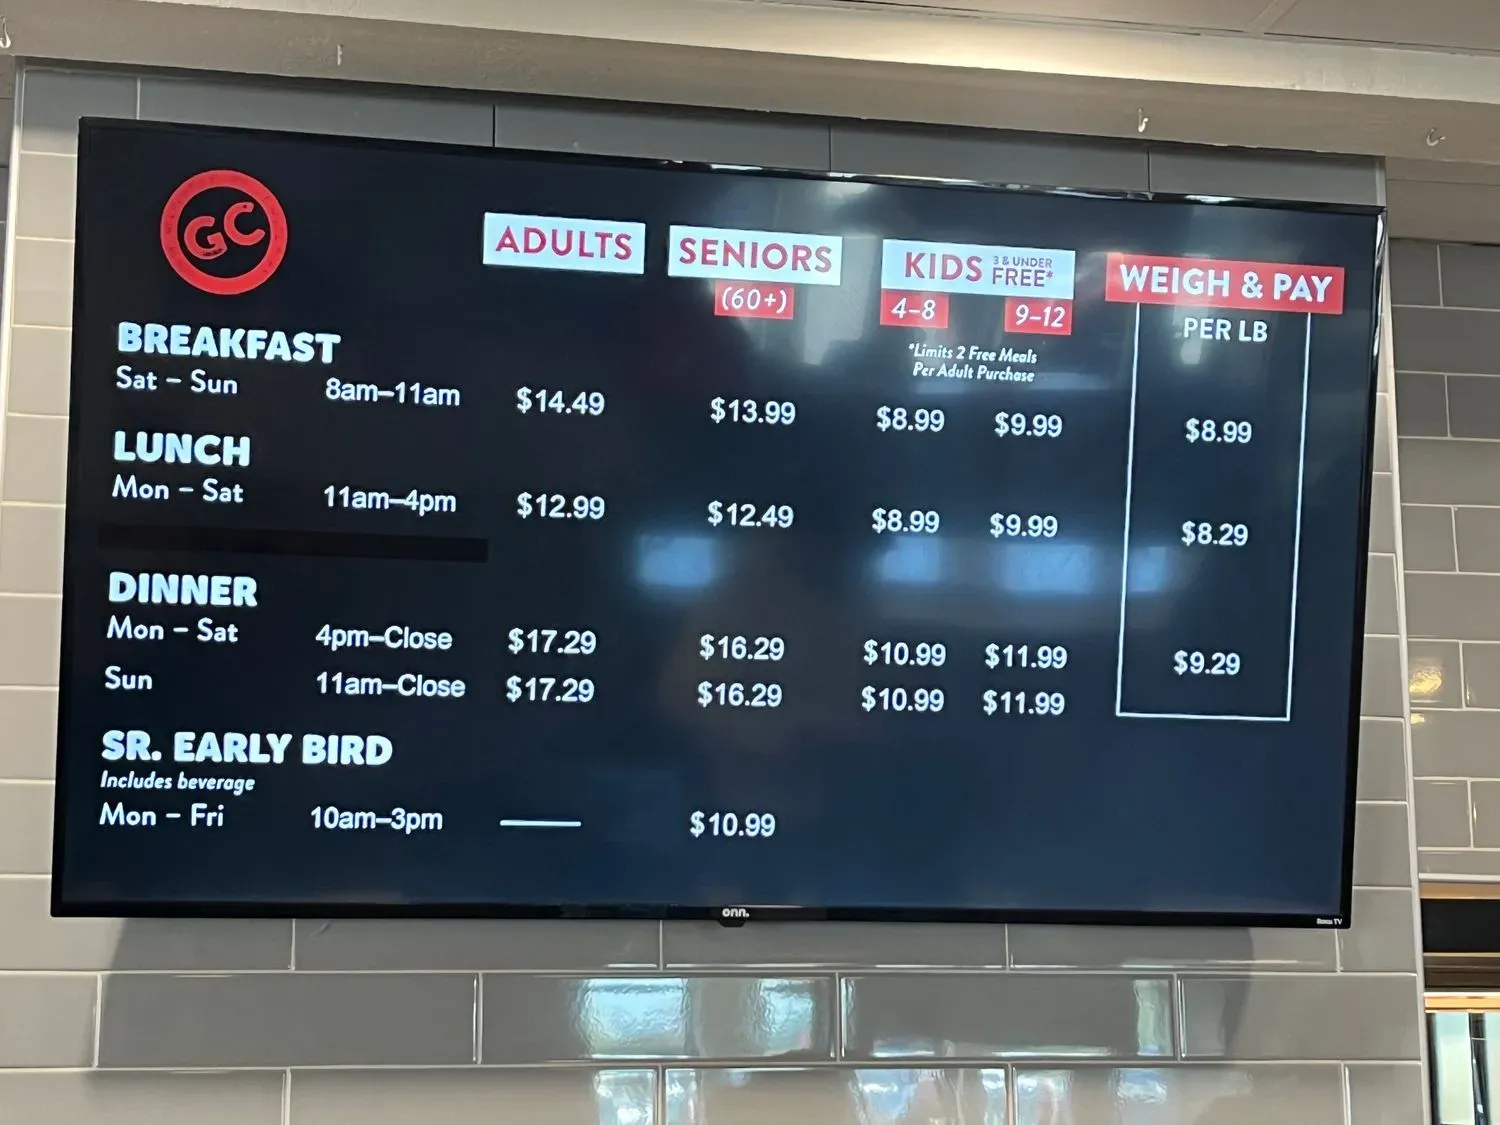 GC
ADULTS SENIORS KIDS 3 & UNDER FREE* WEIGH & PAY
(60+) 4–8 9–12 PER LB
*Limits 2 Free Meals
Per Adult Purchase
BREAKFAST
Sat – Sun 8am–11am $14.49 $13.99 $8.99 $9.99 $8.99
LUNCH
Mon – Sat 11am–4pm $12.99 $12.49 $8.99 $9.99 $8.29
DINNER
Mon – Sat 4pm–Close $17.29 $16.29 $10.99 $11.99 $9.29
Sun 11am–Close $17.29 $16.29 $10.99 $11.99
SR. EARLY BIRD
Includes beverage
Mon – Fri 10am–3pm —— $10.99
onn.
Roku TV